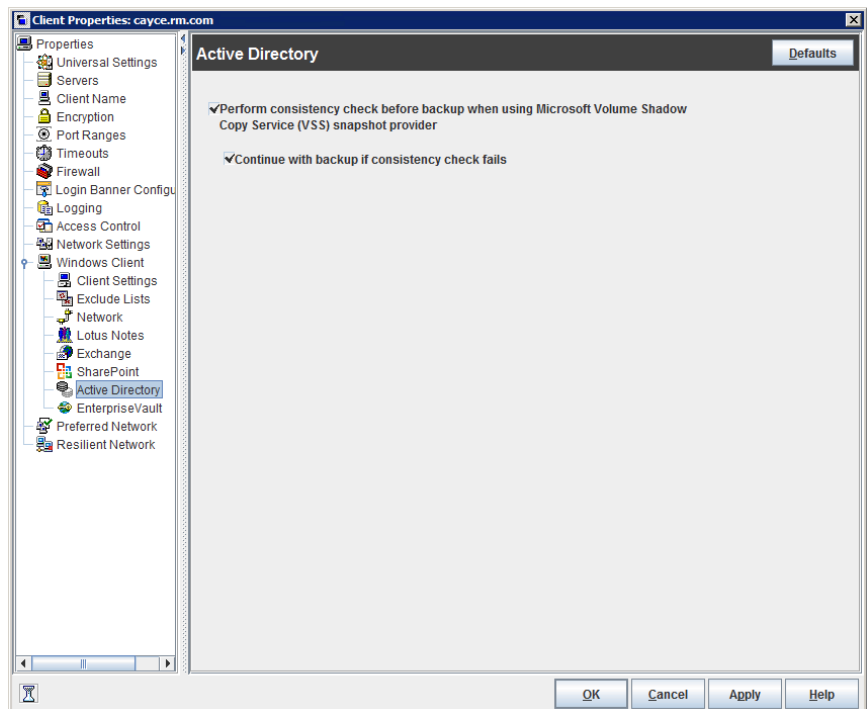 Client Properties: cayce.rm.com
Properties
Universal Settings
Servers
Client Name
Encryption
Port Ranges
Timeouts
Firewall
Login Banner Configu
Logging
Access Control
Network Settings
Windows Client
Client Settings
Exclude Lists
Network
Lotus Notes
Exchange
SharePoint
Active Directory
EnterpriseVault
Preferred Network
Resilient Network
Active Directory
Defaults
Perform consistency check before backup when using Microsoft Volume Shadow
Copy Service (VSS) snapshot provider
Continue with backup if consistency check fails
OK
Cancel
Apply
Help